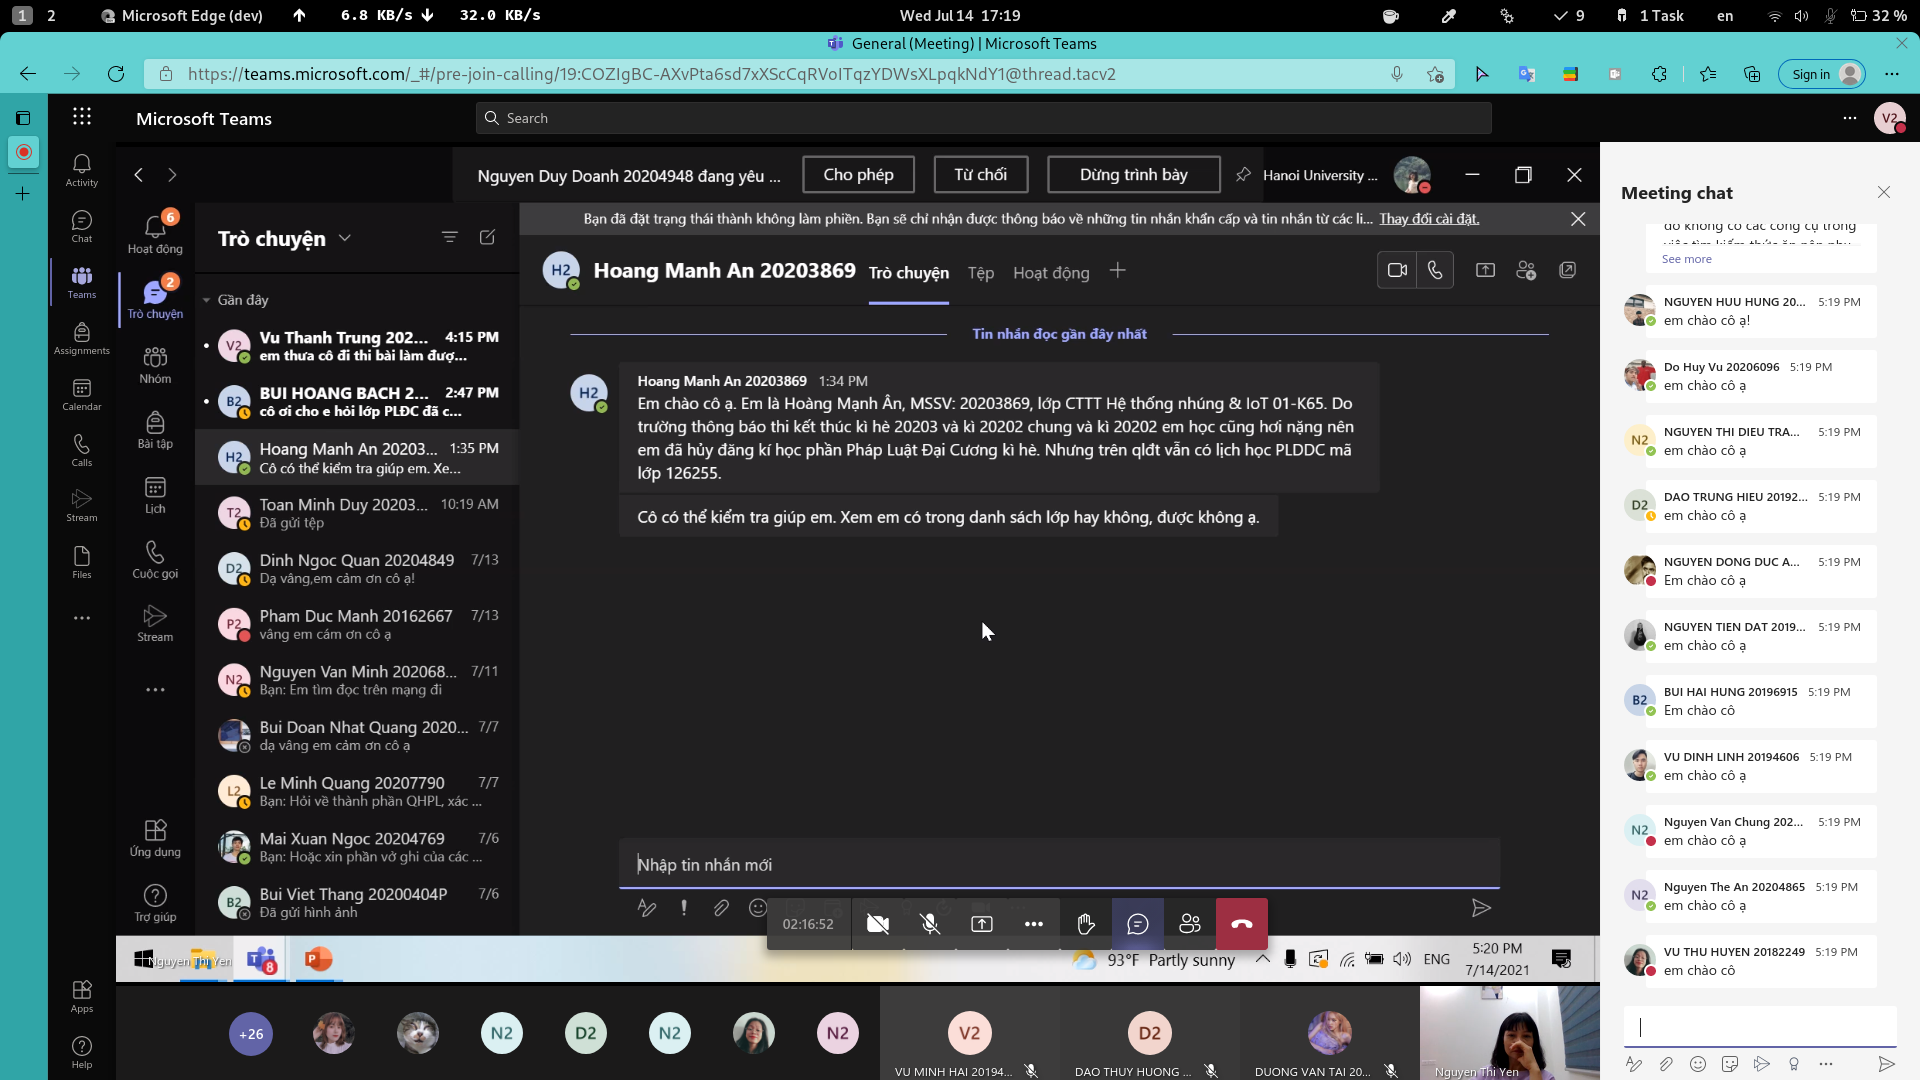 1 2 Microsoft Edge (dev) 6.8 KB/s 32.0 KB/s Wed Jul 14 17:19 9 1 Task en 32 %
General (Meeting) | Microsoft Teams
https://teams.microsoft.com/_#/pre-join-calling/19:COZIgBC-AXvPta6sd7xXScCqRVoITqzYDWsXLpqkNdY1@thread.tacv2
Sign in
Microsoft Teams
Search
V2
Activity
Chat
Teams
Assignments
Calendar
Calls
Stream
Files
Apps
Help
Nguyen Duy Doanh 20204948 đang yêu ...
Cho phép
Từ chối
Dừng trình bày
Hanoi University ...
6
Hoạt động
2
Trò chuyện
Nhóm
Bài tập
Lịch
Cuộc gọi
Stream
Ứng dụng
Trợ giúp
Trò chuyện
Gần đây
V2 Vu Thanh Trung 202... 4:15 PM
em thưa cô đi thi bài làm đượ...
B2 BUI HOANG BACH 2... 2:47 PM
cô ơi cho e hỏi lớp PLĐC đã c...
H2 Hoang Manh An 20203... 1:35 PM
Cô có thể kiểm tra giúp em. Xe...
T2 Toan Minh Duy 20203... 10:19 AM
Đã gửi tệp
D2 Dinh Ngoc Quan 20204849 7/13
Dạ vâng,em cảm ơn cô ạ!
P2 Pham Duc Manh 20162667 7/13
vâng em cám ơn cô ạ
N2 Nguyen Van Minh 202068... 7/11
Bạn: Em tìm đọc trên mạng đi
Bui Doan Nhat Quang 2020... 7/7
dạ vâng em cảm ơn cô ạ
L2 Le Minh Quang 20207790 7/7
Bạn: Hỏi về thành phần QHPL, xác ...
Mai Xuan Ngoc 20204769 7/6
Bạn: Hoặc xin phần vở ghi của các ...
B2 Bui Viet Thang 20200404P 7/6
Đã gửi hình ảnh
Bạn đã đặt trạng thái thành không làm phiền. Bạn sẽ chỉ nhận được thông báo về những tin nhắn khẩn cấp và tin nhắn từ các li... Thay đổi cài đặt.
H2 Hoang Manh An 20203869 Trò chuyện Tệp Hoạt động
Tin nhắn đọc gần đây nhất
H2
Hoang Manh An 20203869 1:34 PM
Em chào cô ạ. Em là Hoàng Mạnh Ân, MSSV: 20203869, lớp CTTT Hệ thống nhúng & IoT 01-K65. Do
trường thông báo thi kết thúc kì hè 20203 và kì 20202 chung và kì 20202 em học cũng hơi nặng nên
em đã hủy đăng kí học phần Pháp Luật Đại Cương kì hè. Nhưng trên qlđt vẫn có lịch học PLDDC mã
lớp 126255.
Cô có thể kiểm tra giúp em. Xem em có trong danh sách lớp hay không, được không ạ.
Nhập tin nhắn mới
02:16:52
Nguyen Thi Yen
8
93°F Partly sunny
ENG
5:20 PM
7/14/2021
+26
N2
D2
N2
N2
V2
VU MINH HAI 20194...
D2
DAO THUY HUONG ...
DUONG VAN TAI 20...
Nguyen Thi Yen
Meeting chat
do không có các công cụ trong
See more
NGUYEN HUU HUNG 20... 5:19 PM
em chào cô ạ!
Do Huy Vu 20206096 5:19 PM
em chào cô ạ
N2 NGUYEN THI DIEU TRA... 5:19 PM
em chào cô ạ
D2 DAO TRUNG HIEU 20192... 5:19 PM
em chào cô ạ
NGUYEN DONG DUC A... 5:19 PM
Em chào cô ạ
NGUYEN TIEN DAT 2019... 5:19 PM
em chào cô ạ
B2 BUI HAI HUNG 20196915 5:19 PM
Em chào cô
VU DINH LINH 20194606 5:19 PM
em chào cô ạ
N2 Nguyen Van Chung 202... 5:19 PM
em chào cô ạ
N2 Nguyen The An 20204865 5:19 PM
em chào cô ạ
VU THU HUYEN 20182249 5:19 PM
em chào cô